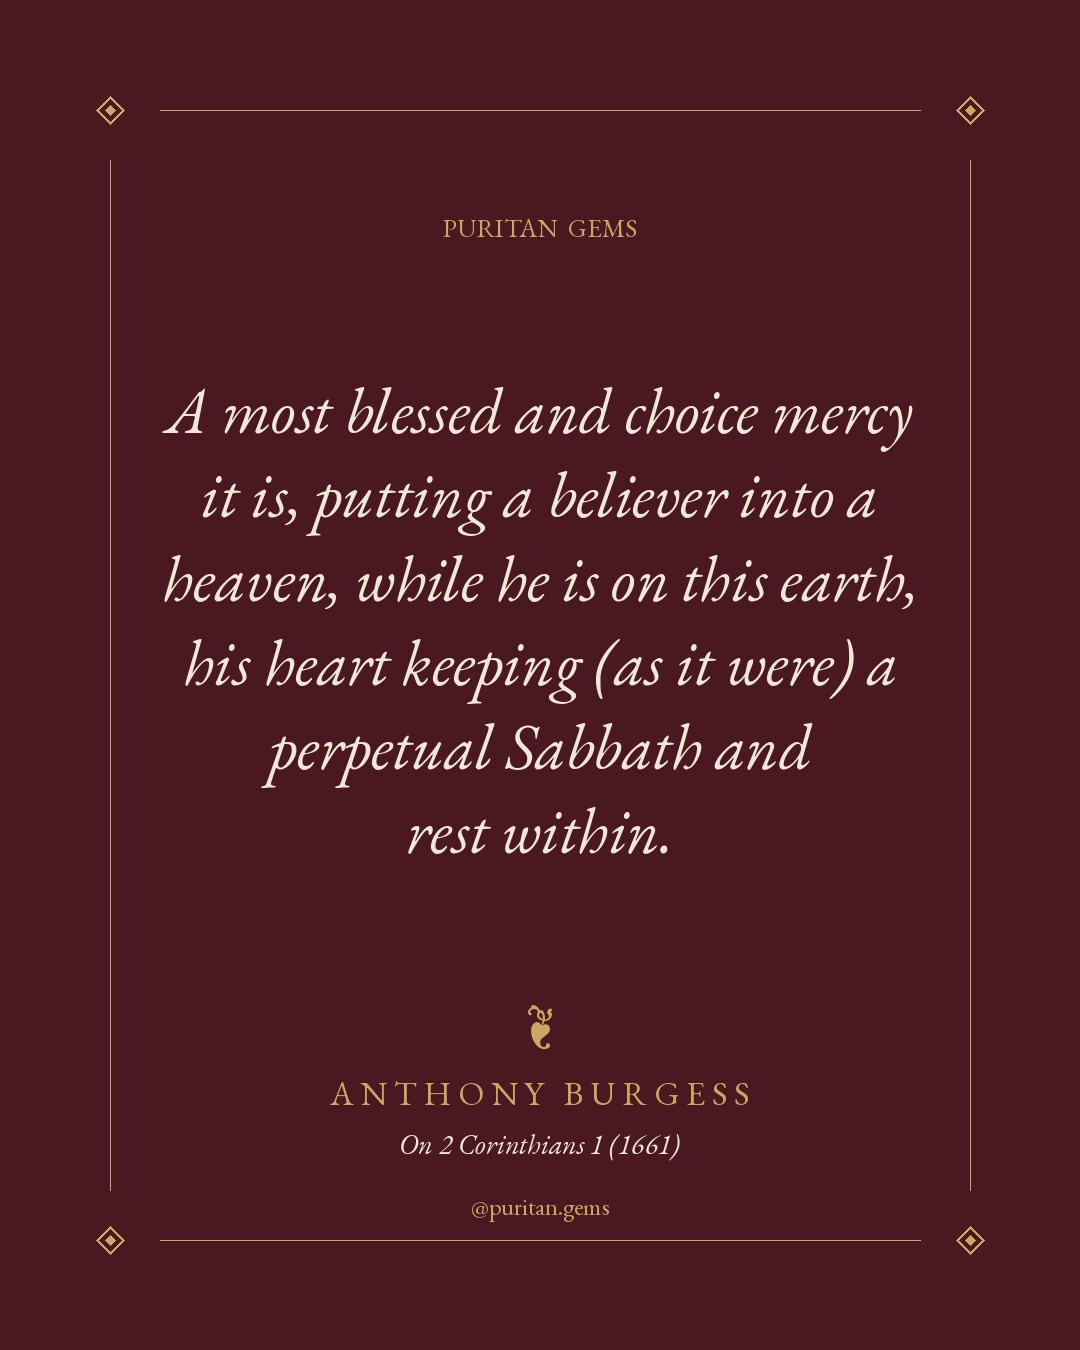 PURITAN GEMS
A most blessed and choice mercy
it is, putting a believer into a
heaven, while he is on this earth,
his heart keeping (as it were) a
perpetual Sabbath and
rest within.
ANTHONY BURGESS
On 2 Corinthians 1 (1661)
@puritan.gems